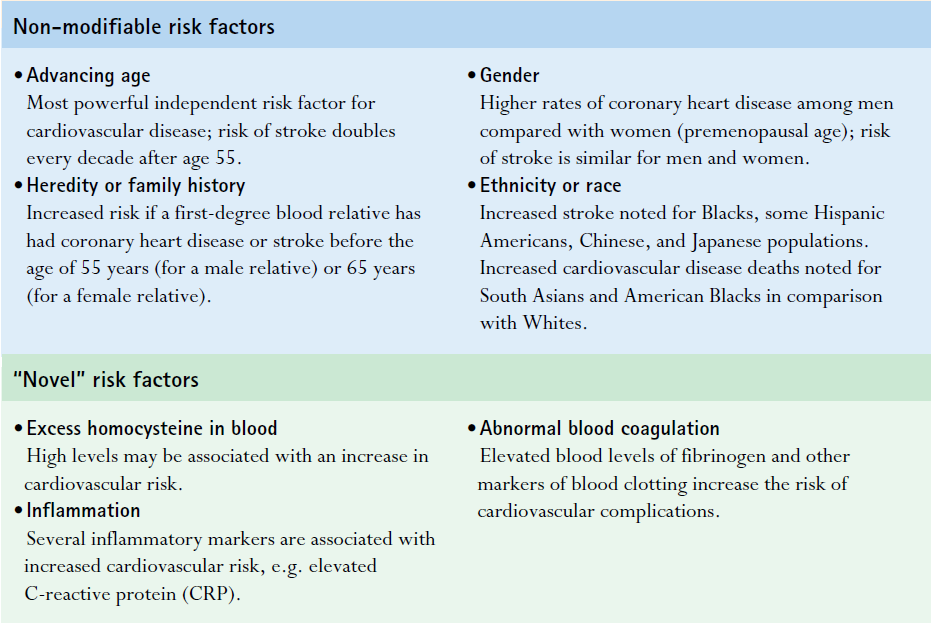 Non-modifiable risk factors
• Advancing age
Most powerful independent risk factor for
cardiovascular disease; risk of stroke doubles
every decade after age 55.
• Heredity or family history
Increased risk if a first-degree blood relative has
had coronary heart disease or stroke before the
age of 55 years (for a male relative) or 65 years
(for a female relative).
• Gender
Higher rates of coronary heart disease among men
compared with women (premenopausal age); risk
of stroke is similar for men and women.
• Ethnicity or race
Increased stroke noted for Blacks, some Hispanic
Americans, Chinese, and Japanese populations.
Increased cardiovascular disease deaths noted for
South Asians and American Blacks in comparison
with Whites.
“Novel” risk factors
• Excess homocysteine in blood
High levels may be associated with an increase in
cardiovascular risk.
• Inflammation
Several inflammatory markers are associated with
increased cardiovascular risk, e.g. elevated
C-reactive protein (CRP).
• Abnormal blood coagulation
Elevated blood levels of fibrinogen and other
markers of blood clotting increase the risk of
cardiovascular complications.